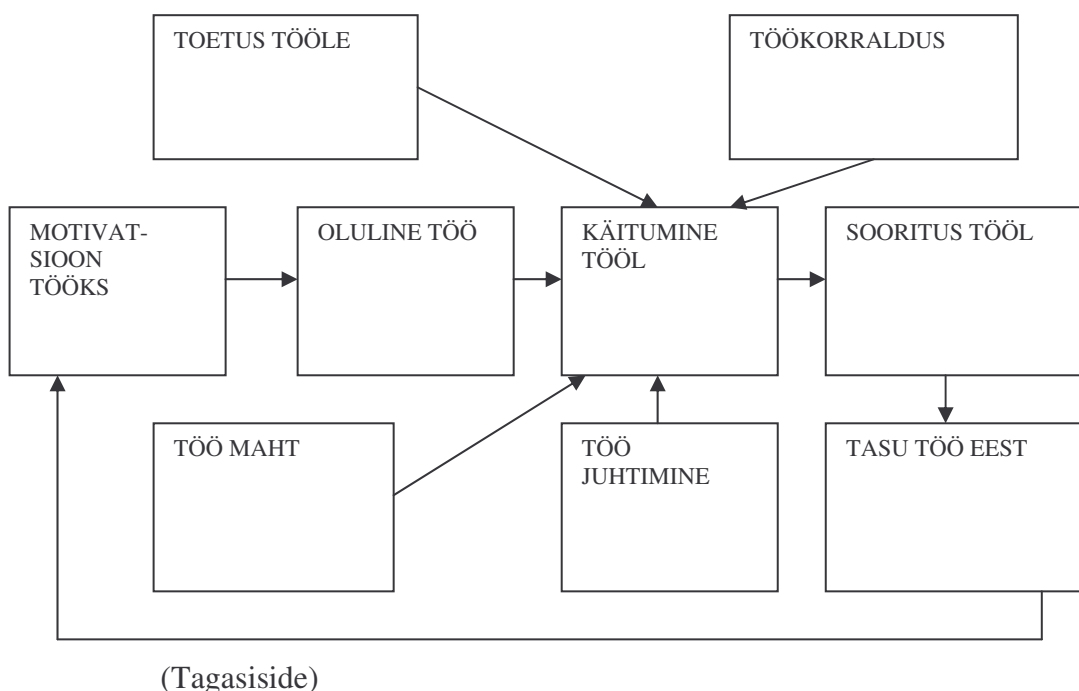 TOETUS TÖÖLE
TÖÖKORRALDUS
MOTIVAT-
SIOON
TÖÖKS
OLULINE TÖÖ
KÄITUMINE
TÖÖL
SOORITUS TÖÖL
TÖÖ MAHT
TÖÖ
JUHTIMINE
TASU TÖÖ EEST
(Tagasiside)